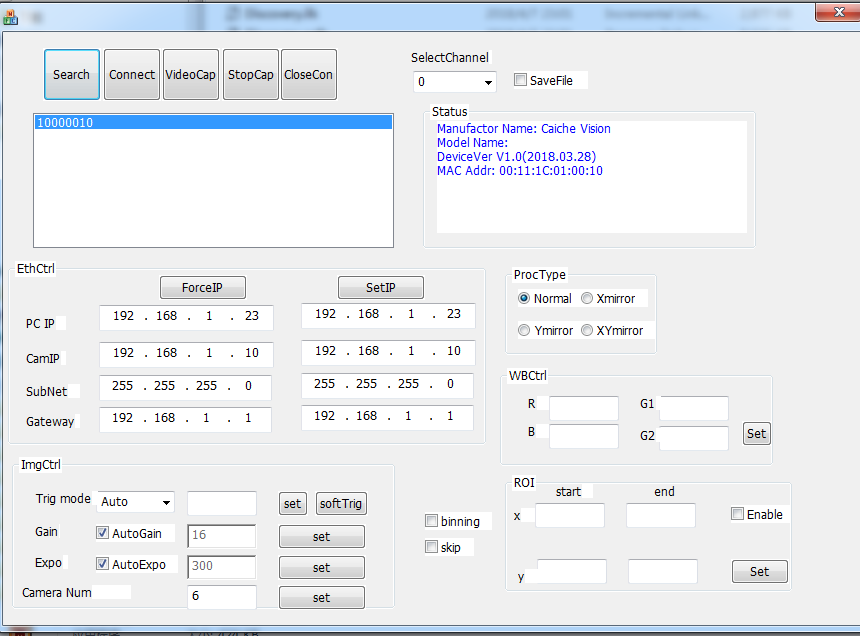 Discovery.lk
Search
Connect
VideoCap
StopCap
CloseCon
SelectChannel
0
SaveFile
10000010
Status
Manufactor Name: Caiche Vision
Model Name:
DeviceVer V1.0(2018.03.28)
MAC Addr: 00:11:1C:01:00:10
EthCtrl
ForceIP
SetIP
PC IP
192 . 168 . 1 . 23
192 . 168 . 1 . 23
CamIP
192 . 168 . 1 . 10
192 . 168 . 1 . 10
SubNet
255 . 255 . 255 . 0
255 . 255 . 255 . 0
Gateway
192 . 168 . 1 . 1
192 . 168 . 1 . 1
ProcType
Normal
Xmirror
Ymirror
XYmirror
WBCtrl
R
G1
B
G2
Set
ImgCtrl
Trig mode
Auto
set
softTrig
Gain
AutoGain
16
set
Expo
AutoExpo
300
set
Camera Num
6
set
binning
skip
ROI
start
end
x
Enable
y
Set